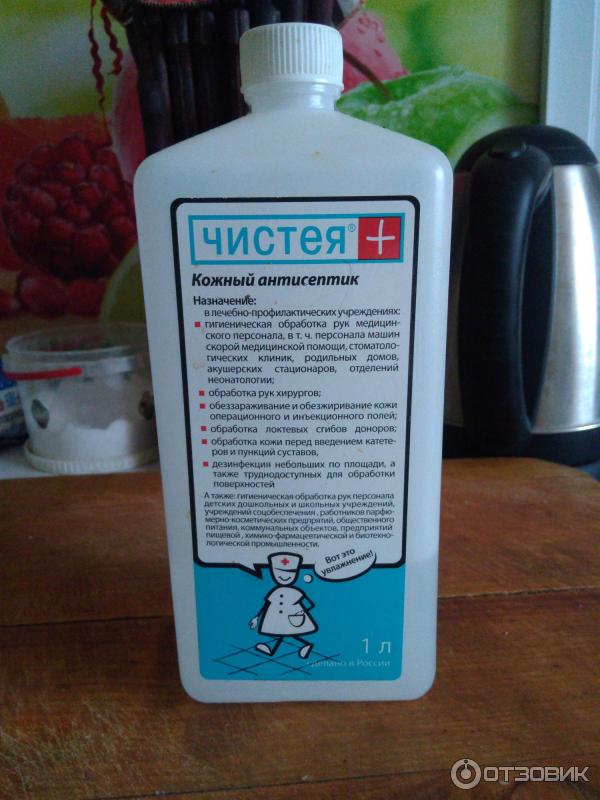 ЧИСТЕЯ® +
Кожный антисептик
Назначение:
в лечебно-профилактических учреждениях:
гигиеническая обработка рук медицин-
ского персонала, в т. ч. персонала машин
скорой медицинской помощи, стоматоло-
гических клиник, родильных домов,
акушерских стационаров, отделений
неонатологии;
обработка рук хирургов;
обеззараживание и обезжиривание кожи
операционного и инъекционного полей;
обработка локтевых сгибов доноров;
обработка кожи перед введением катете-
ров и пункций суставов,
дезинфекция небольших по площади, а
также труднодоступных для обработки
поверхностей
А также: гигиеническая обработка рук персонала
детских дошкольных и школьных учреждений,
учреждений соцобеспечения , работников парфю-
мерно-косметических предприятий, общественного
питания, коммунальных объектов, предприятий
пищевой , химико-фармацевтической и биотехно-
логической промышленности.
Вот это
увлажнение!
1 л
сделано в России
ОТЗОВИК